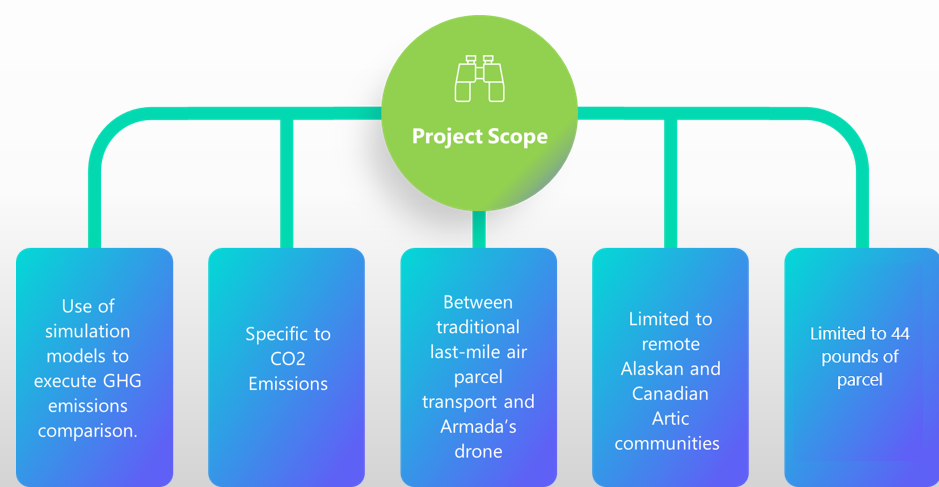 Project Scope
Use of
simulation
models to
execute GHG
emissions
comparison.
Specific to
CO2
Emissions
Between
traditional
last-mile air
parcel
transport and
Armada's
drone
Limited to
remote
Alaskan and
Canadian
Artic
communities
Limited to 44
pounds of
parcel